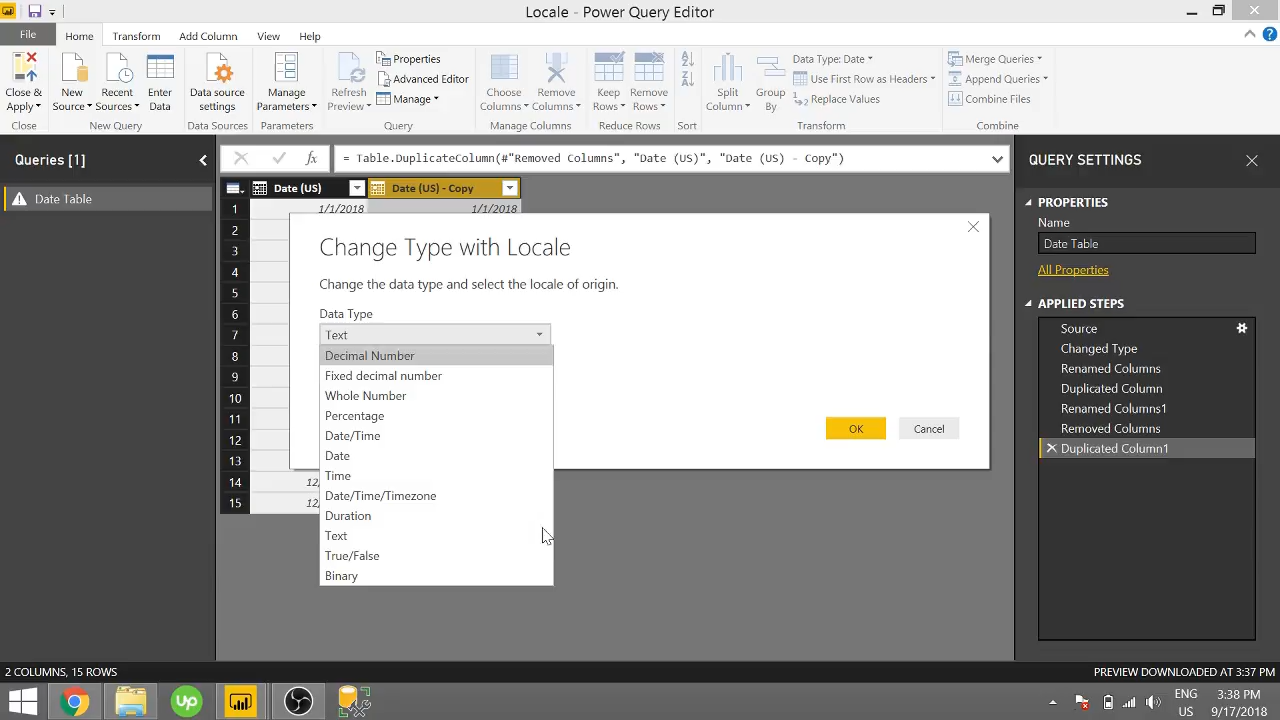 Locale - Power Query Editor
File Home Transform Add Column View Help
Close & Apply
New Source
Recent Sources
Enter Data
Data source settings
Manage Parameters
Refresh Preview
Properties
Advanced Editor
Manage
Choose Columns
Remove Columns
Keep Rows
Remove Rows
Split Column
Group By
Data Type: Date
Use First Row as Headers
Replace Values
Merge Queries
Append Queries
Combine Files
Close New Query Data Sources Parameters Query Manage Columns Reduce Rows Sort Transform Combine
Queries [1]
Date Table
fx = Table.DuplicateColumn(#"Removed Columns", "Date (US)", "Date (US) - Copy")
Date (US) Date (US) - Copy
1 1/1/2018 1/1/2018
2
3
4
5
6
7
8
9
10
11
12
13
14 12,
15 12,
Change Type with Locale
Change the data type and select the locale of origin.
Data Type
Text
Decimal Number
Fixed decimal number
Whole Number
Percentage
Date/Time
Date
Time
Date/Time/Timezone
Duration
Text
True/False
Binary
OK Cancel
QUERY SETTINGS
PROPERTIES
Name
Date Table
All Properties
APPLIED STEPS
Source
Changed Type
Renamed Columns
Duplicated Column
Renamed Columns1
Removed Columns
Duplicated Column1
2 COLUMNS, 15 ROWS PREVIEW DOWNLOADED AT 3:37 PM
Up
ENG
US
3:38 PM
9/17/2018